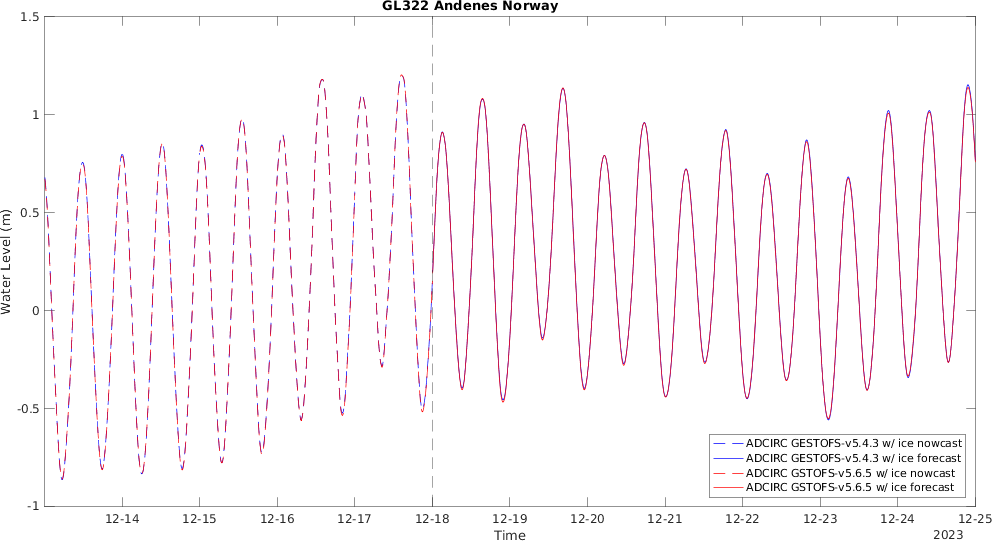 GL322 Andenes Norway
1.5
1
0.5
0
-0.5
-1
Water Level (m)
12-14
12-15
12-16
12-17
12-18
12-19
12-20
12-21
12-22
12-23
12-24
12-25
Time
2023
ADCIRC GESTOFS-v5.4.3 w/ ice nowcast
ADCIRC GESTOFS-v5.4.3 w/ ice forecast
ADCIRC GSTOFS-v5.6.5 w/ ice nowcast
ADCIRC GSTOFS-v5.6.5 w/ ice forecast